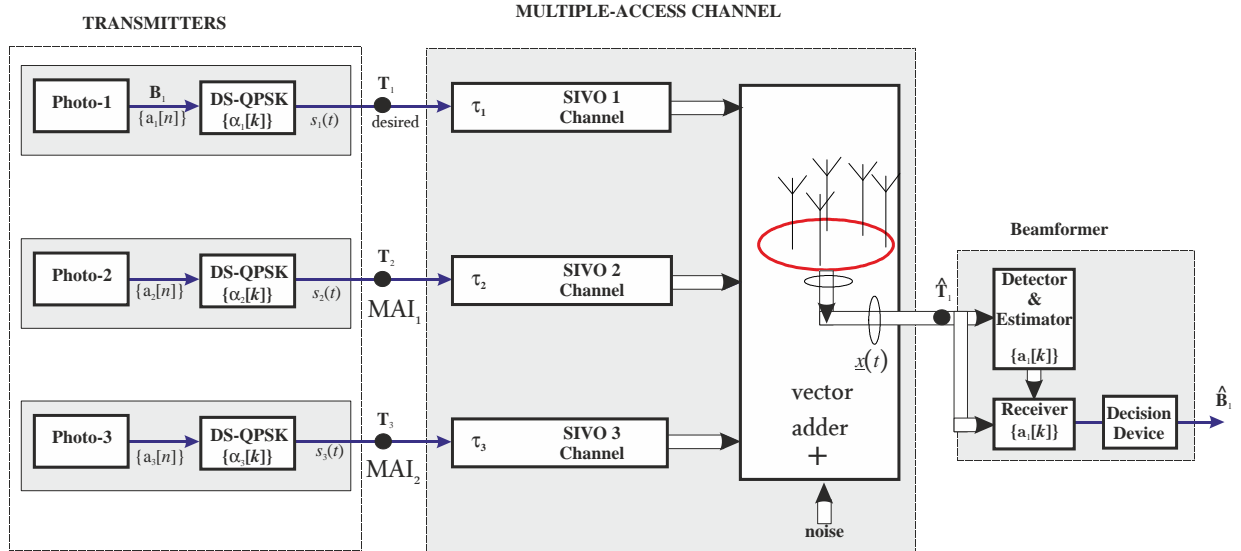 TRANSMITTERS
MULTIPLE-ACCESS CHANNEL
Photo-1
B₁
{a₁[n]}
DS-QPSK
{α₁[k]}
s₁(t)
T₁
desired
τ₁
SIVO 1
Channel
Photo-2
{a₂[n]}
DS-QPSK
{α₂[k]}
s₂(t)
T₂
MAI₁
τ₂
SIVO 2
Channel
Photo-3
{a₃[n]}
DS-QPSK
{α₃[k]}
s₃(t)
T₃
MAI₂
τ₃
SIVO 3
Channel
x(t)
vector
adder
+
noise
Beamformer
T̂₁
Detector
&
Estimator
{a₁[k]}
Receiver
{a₁[k]}
Decision
Device
B̂₁